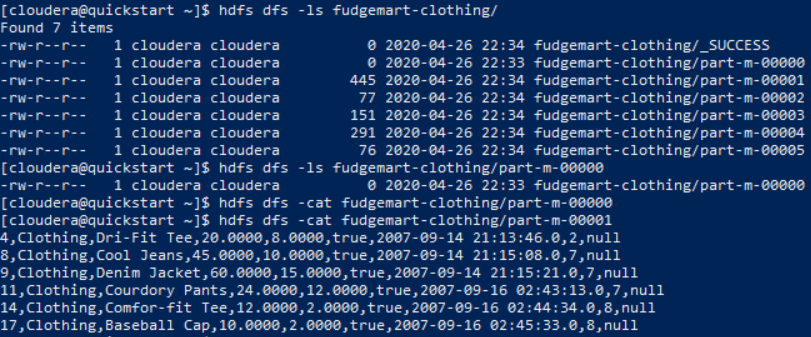 [cloudera@quickstart ~]$ hdfs dfs -ls fudgemart-clothing/
Found 7 items
-rw-r--r--   1 cloudera cloudera          0 2020-04-26 22:34 fudgemart-clothing/_SUCCESS
-rw-r--r--   1 cloudera cloudera          0 2020-04-26 22:33 fudgemart-clothing/part-m-00000
-rw-r--r--   1 cloudera cloudera        445 2020-04-26 22:34 fudgemart-clothing/part-m-00001
-rw-r--r--   1 cloudera cloudera         77 2020-04-26 22:34 fudgemart-clothing/part-m-00002
-rw-r--r--   1 cloudera cloudera        151 2020-04-26 22:34 fudgemart-clothing/part-m-00003
-rw-r--r--   1 cloudera cloudera        291 2020-04-26 22:34 fudgemart-clothing/part-m-00004
-rw-r--r--   1 cloudera cloudera         76 2020-04-26 22:34 fudgemart-clothing/part-m-00005
[cloudera@quickstart ~]$ hdfs dfs -ls fudgemart-clothing/part-m-00000
-rw-r--r--   1 cloudera cloudera          0 2020-04-26 22:33 fudgemart-clothing/part-m-00000
[cloudera@quickstart ~]$ hdfs dfs -cat fudgemart-clothing/part-m-00000
[cloudera@quickstart ~]$ hdfs dfs -cat fudgemart-clothing/part-m-00001
4,Clothing,Dri-Fit Tee,20.0000,8.0000,true,2007-09-14 21:13:46.0,2,null
8,Clothing,Cool Jeans,45.0000,10.0000,true,2007-09-14 21:15:08.0,7,null
9,Clothing,Denim Jacket,60.0000,15.0000,true,2007-09-14 21:15:21.0,7,null
11,Clothing,Courdory Pants,24.0000,12.0000,true,2007-09-16 02:43:13.0,7,null
14,Clothing,Comfor-fit Tee,12.0000,2.0000,true,2007-09-16 02:44:34.0,8,null
17,Clothing,Baseball Cap,10.0000,2.0000,true,2007-09-16 02:45:33.0,8,null